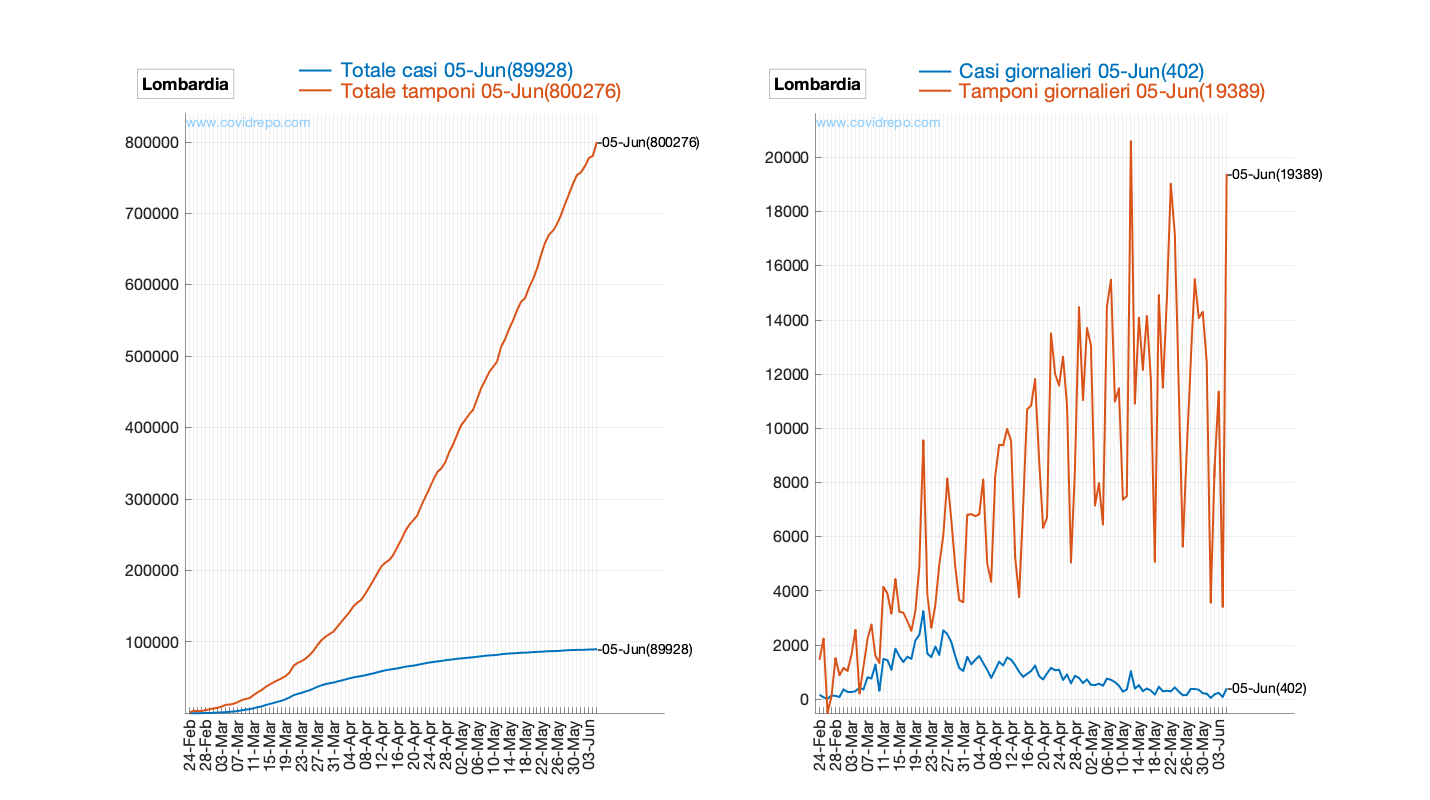 Lombardia
Totale casi 05-Jun(89928)
Totale tamponi 05-Jun(800276)
www.covidrepo.com
800000
700000
600000
500000
400000
300000
200000
100000
05-Jun(800276)
05-Jun(89928)
24-Feb
28-Feb
03-Mar
07-Mar
11-Mar
15-Mar
19-Mar
23-Mar
27-Mar
31-Mar
04-Apr
08-Apr
12-Apr
16-Apr
20-Apr
24-Apr
28-Apr
02-May
06-May
10-May
14-May
18-May
22-May
26-May
30-May
03-Jun
Lombardia
Casi giornalieri 05-Jun(402)
Tamponi giornalieri 05-Jun(19389)
www.covidrepo.com
20000
18000
16000
14000
12000
10000
8000
6000
4000
2000
0
05-Jun(19389)
05-Jun(402)
24-Feb
28-Feb
03-Mar
07-Mar
11-Mar
15-Mar
19-Mar
23-Mar
27-Mar
31-Mar
04-Apr
08-Apr
12-Apr
16-Apr
20-Apr
24-Apr
28-Apr
02-May
06-May
10-May
14-May
18-May
22-May
26-May
30-May
03-Jun